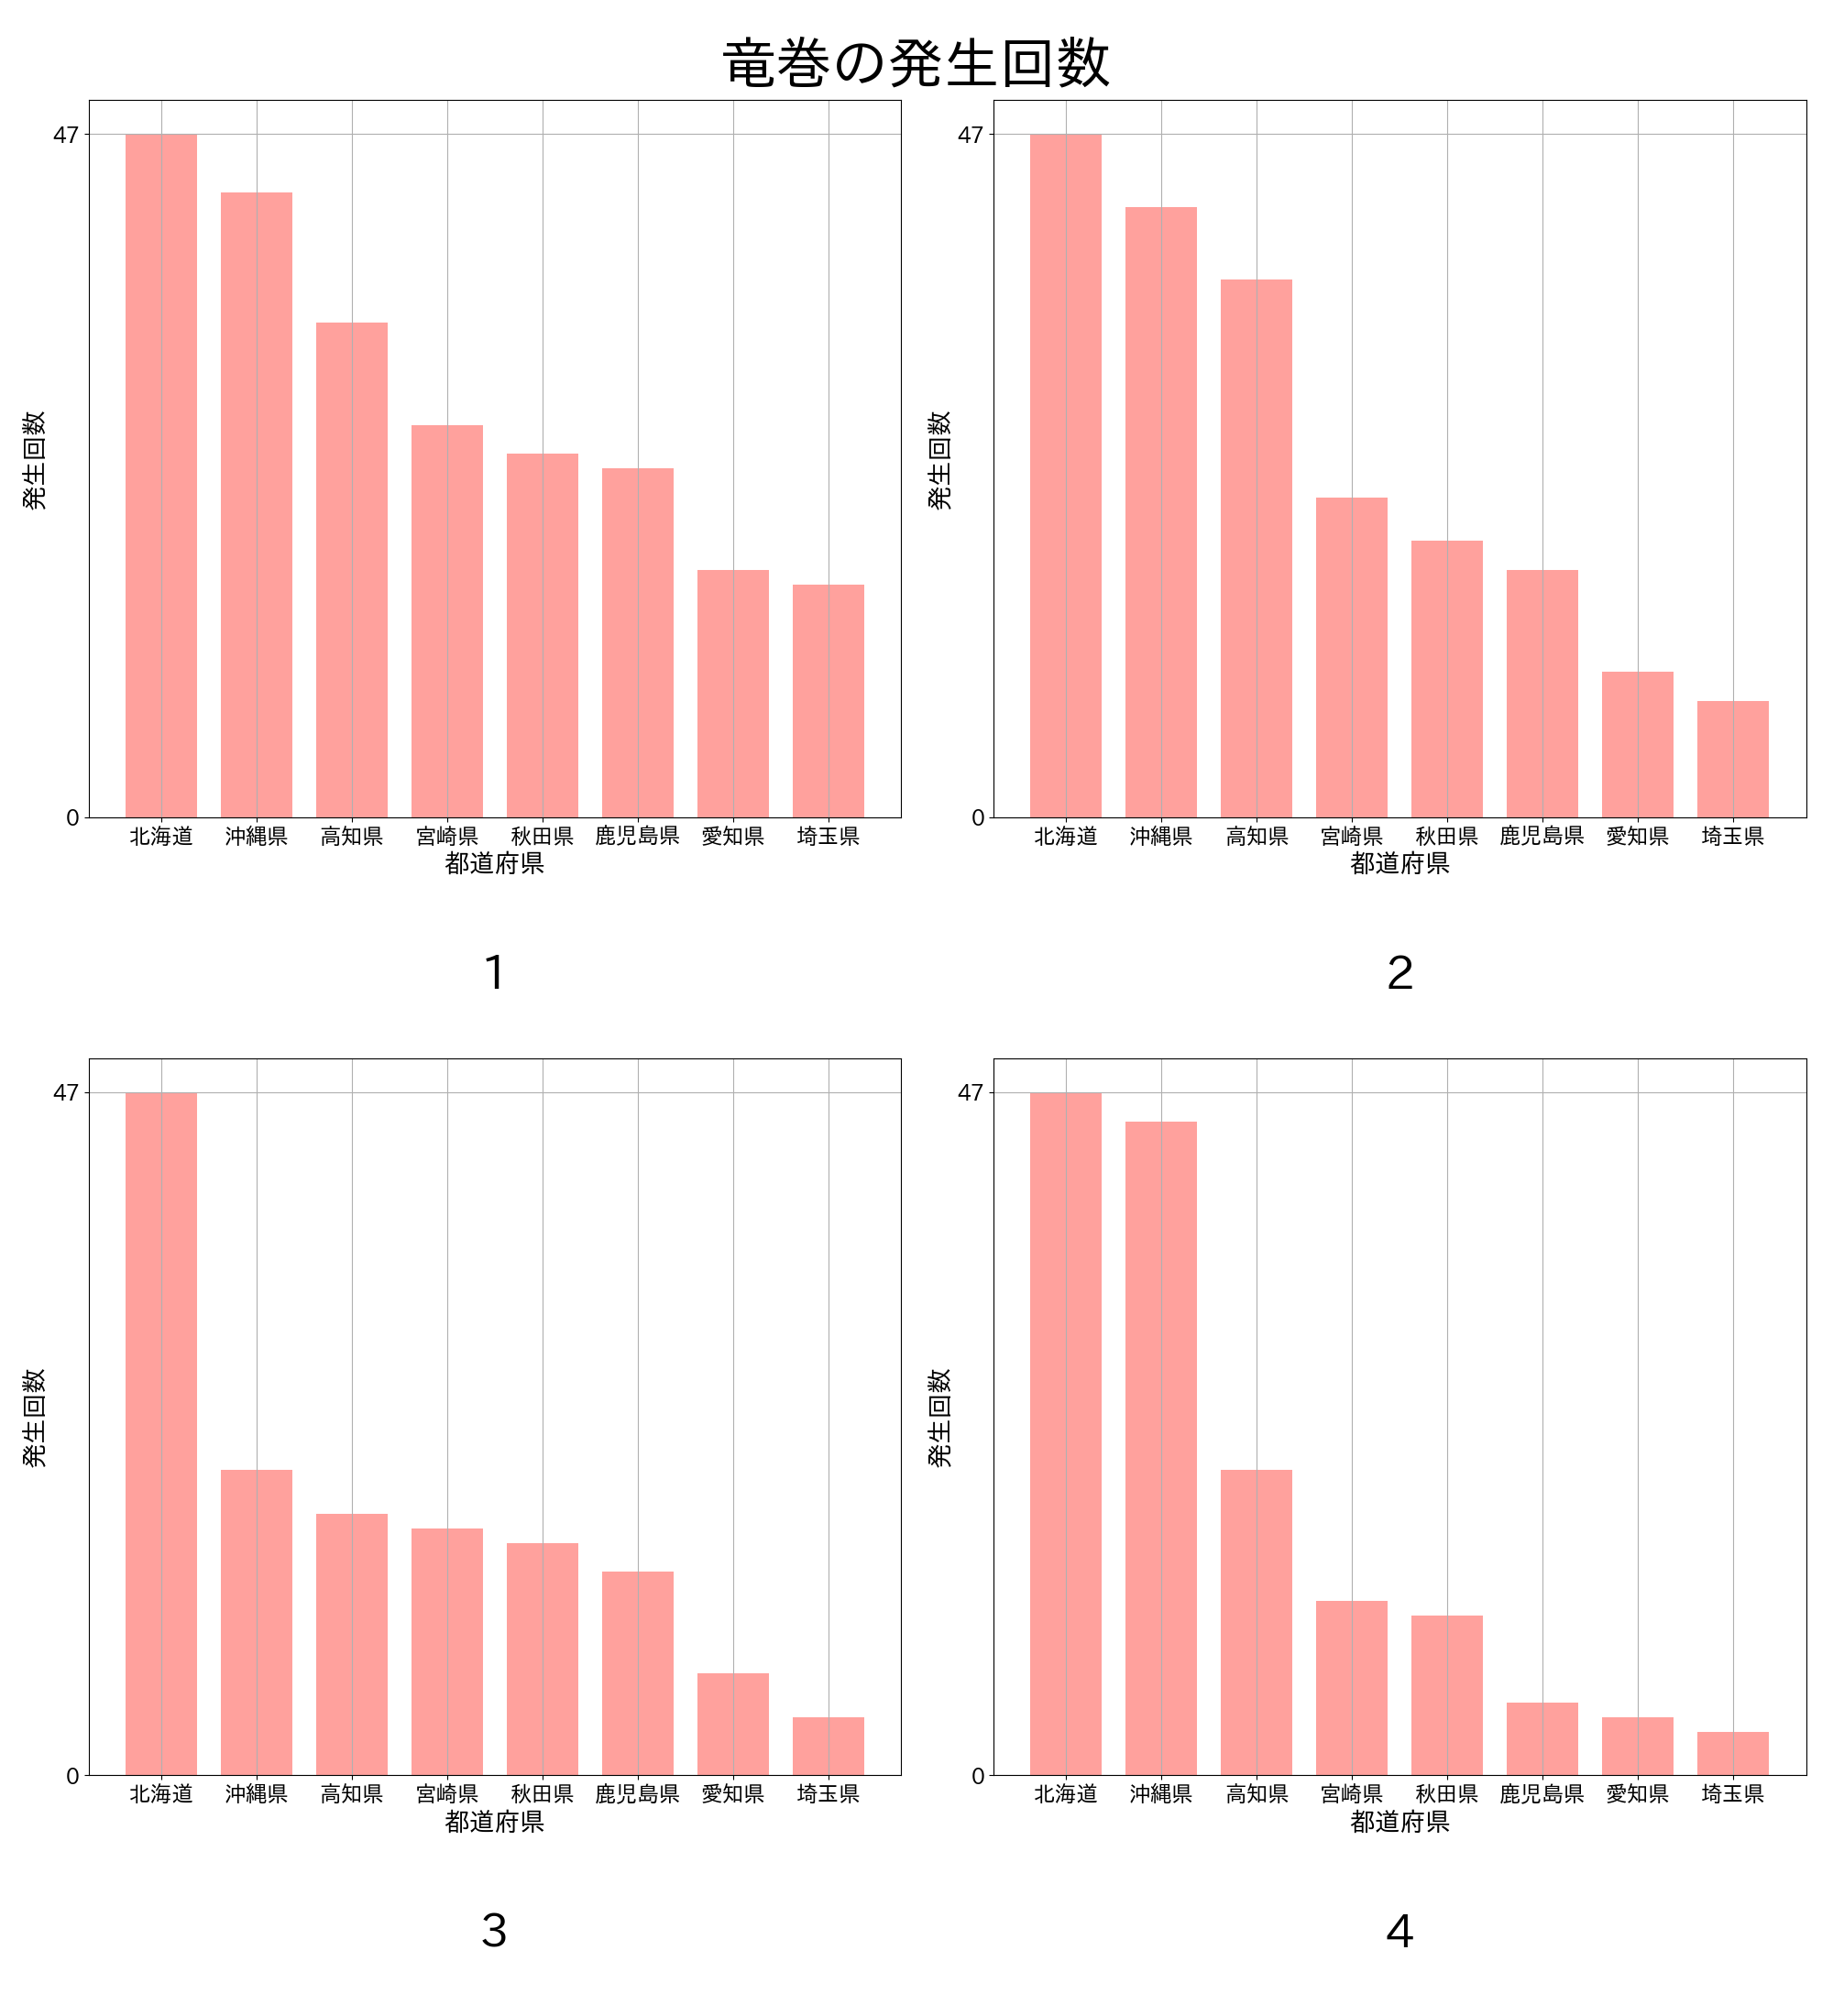 竜巻の発生回数
47
0
発生回数
北海道 沖縄県 高知県 宮崎県 秋田県 鹿児島県 愛知県 埼玉県
都道府県
1
47
0
発生回数
北海道 沖縄県 高知県 宮崎県 秋田県 鹿児島県 愛知県 埼玉県
都道府県
2
47
0
発生回数
北海道 沖縄県 高知県 宮崎県 秋田県 鹿児島県 愛知県 埼玉県
都道府県
3
47
0
発生回数
北海道 沖縄県 高知県 宮崎県 秋田県 鹿児島県 愛知県 埼玉県
都道府県
4